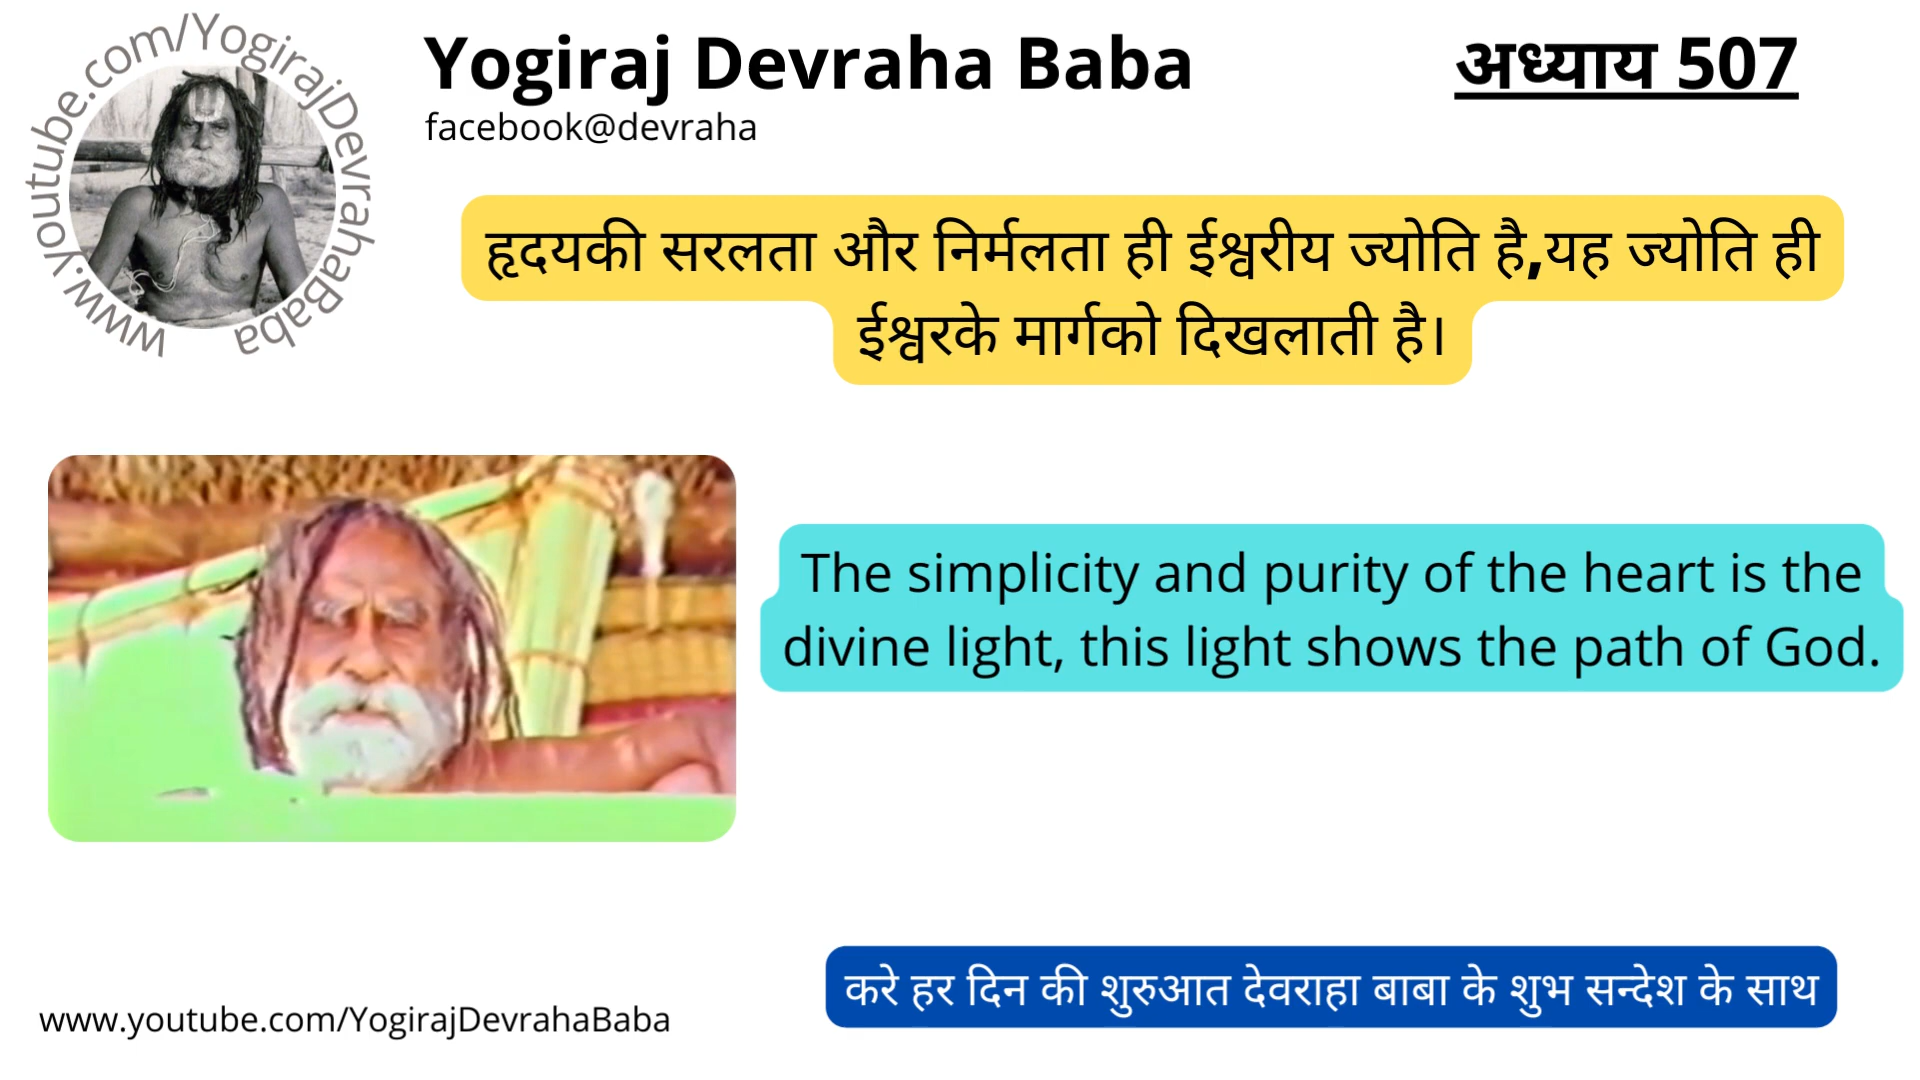 www.youtube.com/YogirajDevrahaBaba
Yogiraj Devraha Baba
अध्याय 507
facebook@devraha
हृदयकी सरलता और निर्मलता ही ईश्वरीय ज्योति है,यह ज्योति ही
ईश्वरके मार्गको दिखलाती है।
The simplicity and purity of the heart is the
divine light, this light shows the path of God.
करे हर दिन की शुरुआत देवराहा बाबा के शुभ सन्देश के साथ
www.youtube.com/YogirajDevrahaBaba